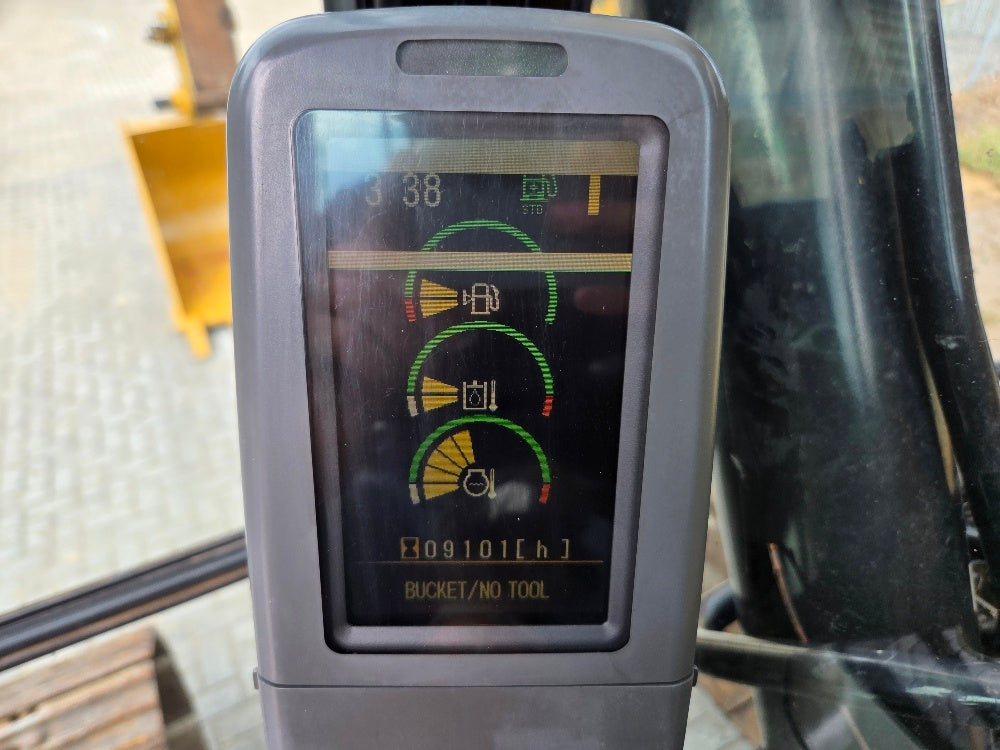 3 38
STD
09101[h]
BUCKET/NO TOOL